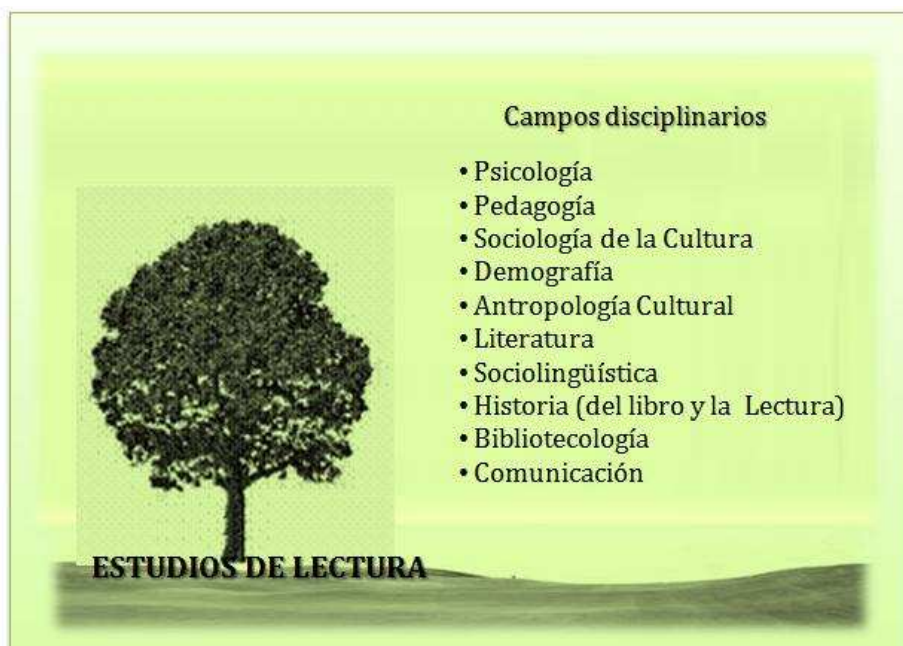 Campos disciplinarios
• Psicología
• Pedagogía
• Sociología de la Cultura
• Demografía
• Antropología Cultural
• Literatura
• Sociolingüística
• Historia (del libro y la Lectura)
• Bibliotecología
• Comunicación
ESTUDIOS DE LECTURA